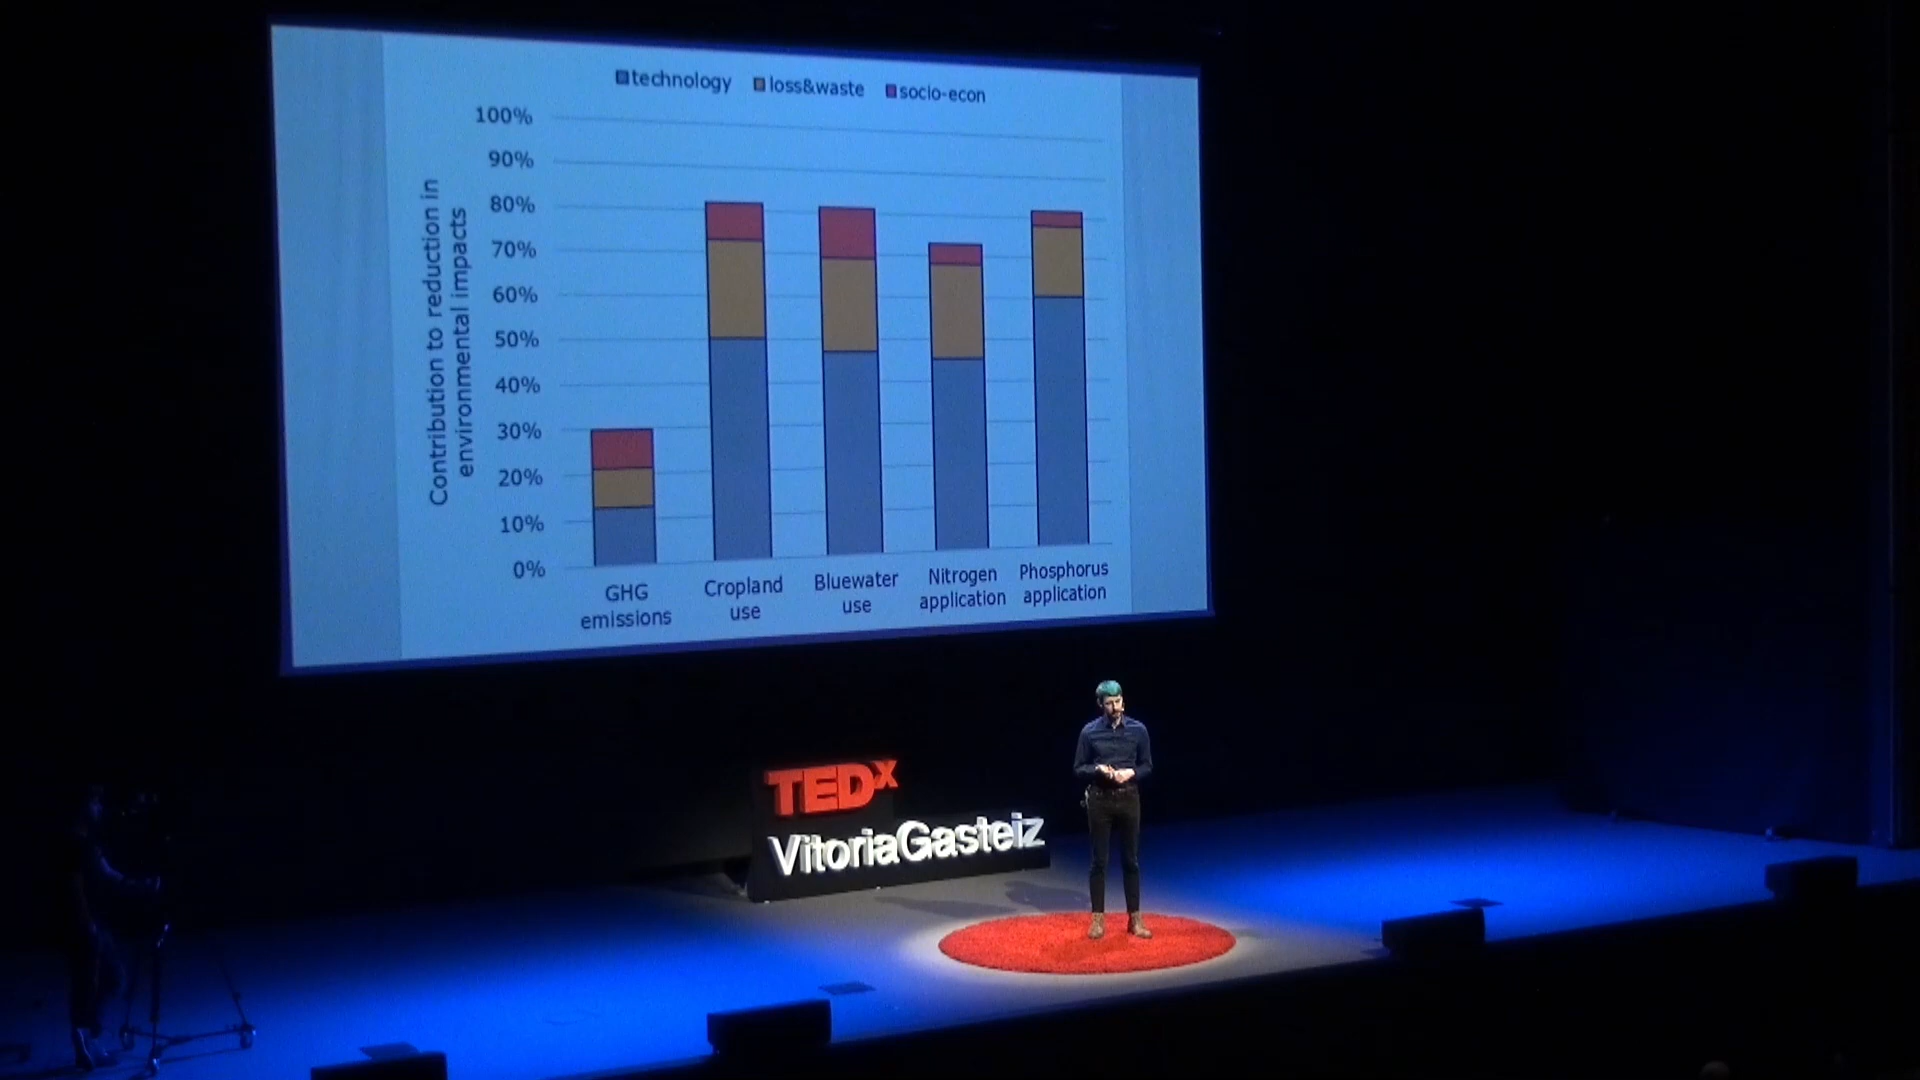 technology loss&waste socio-econ
Contribution to reduction in
environmental impacts
100%
90%
80%
70%
60%
50%
40%
30%
20%
10%
0%
GHG
emissions
Cropland
use
Bluewater
use
Nitrogen
application
Phosphorus
application
TEDx
VitoriaGasteiz